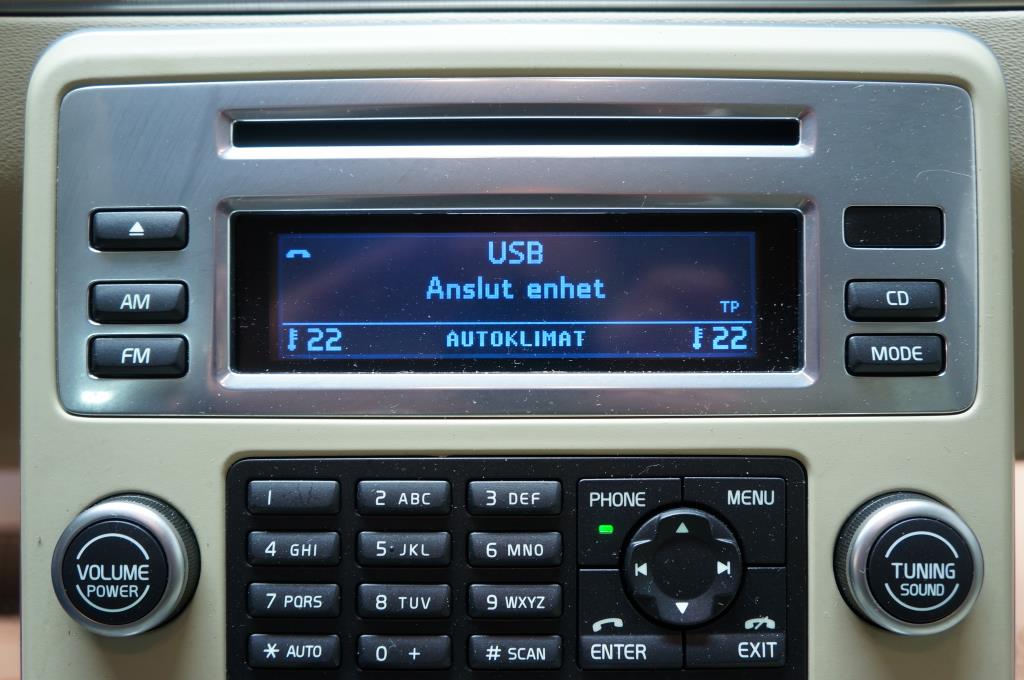 USB
Anslut enhet
TP
22 AUTOKLIMAT 22
AM
FM
CD
MODE
1
2 ABC
3 DEF
4 GHI
5 JKL
6 MNO
7 PQRS
8 TUV
9 WXYZ
* AUTO
0 +
# SCAN
PHONE
MENU
ENTER
EXIT
VOLUME
POWER
TUNING
SOUND